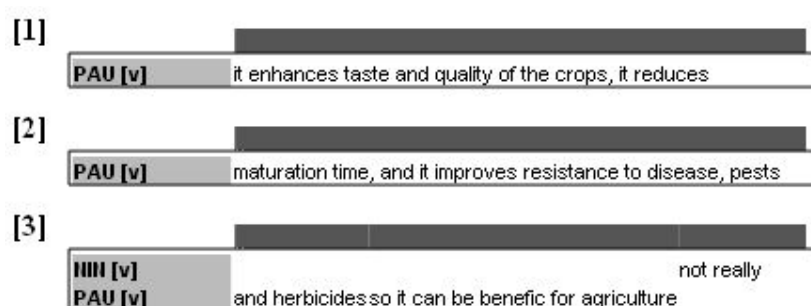 [1]
PAU [v] it enhances taste and quality of the crops, it reduces
[2]
PAU [v] maturation time, and it improves resistance to disease, pests
[3]
NIN [v] not really
PAU [v] and herbicides so it can be benefic for agriculture